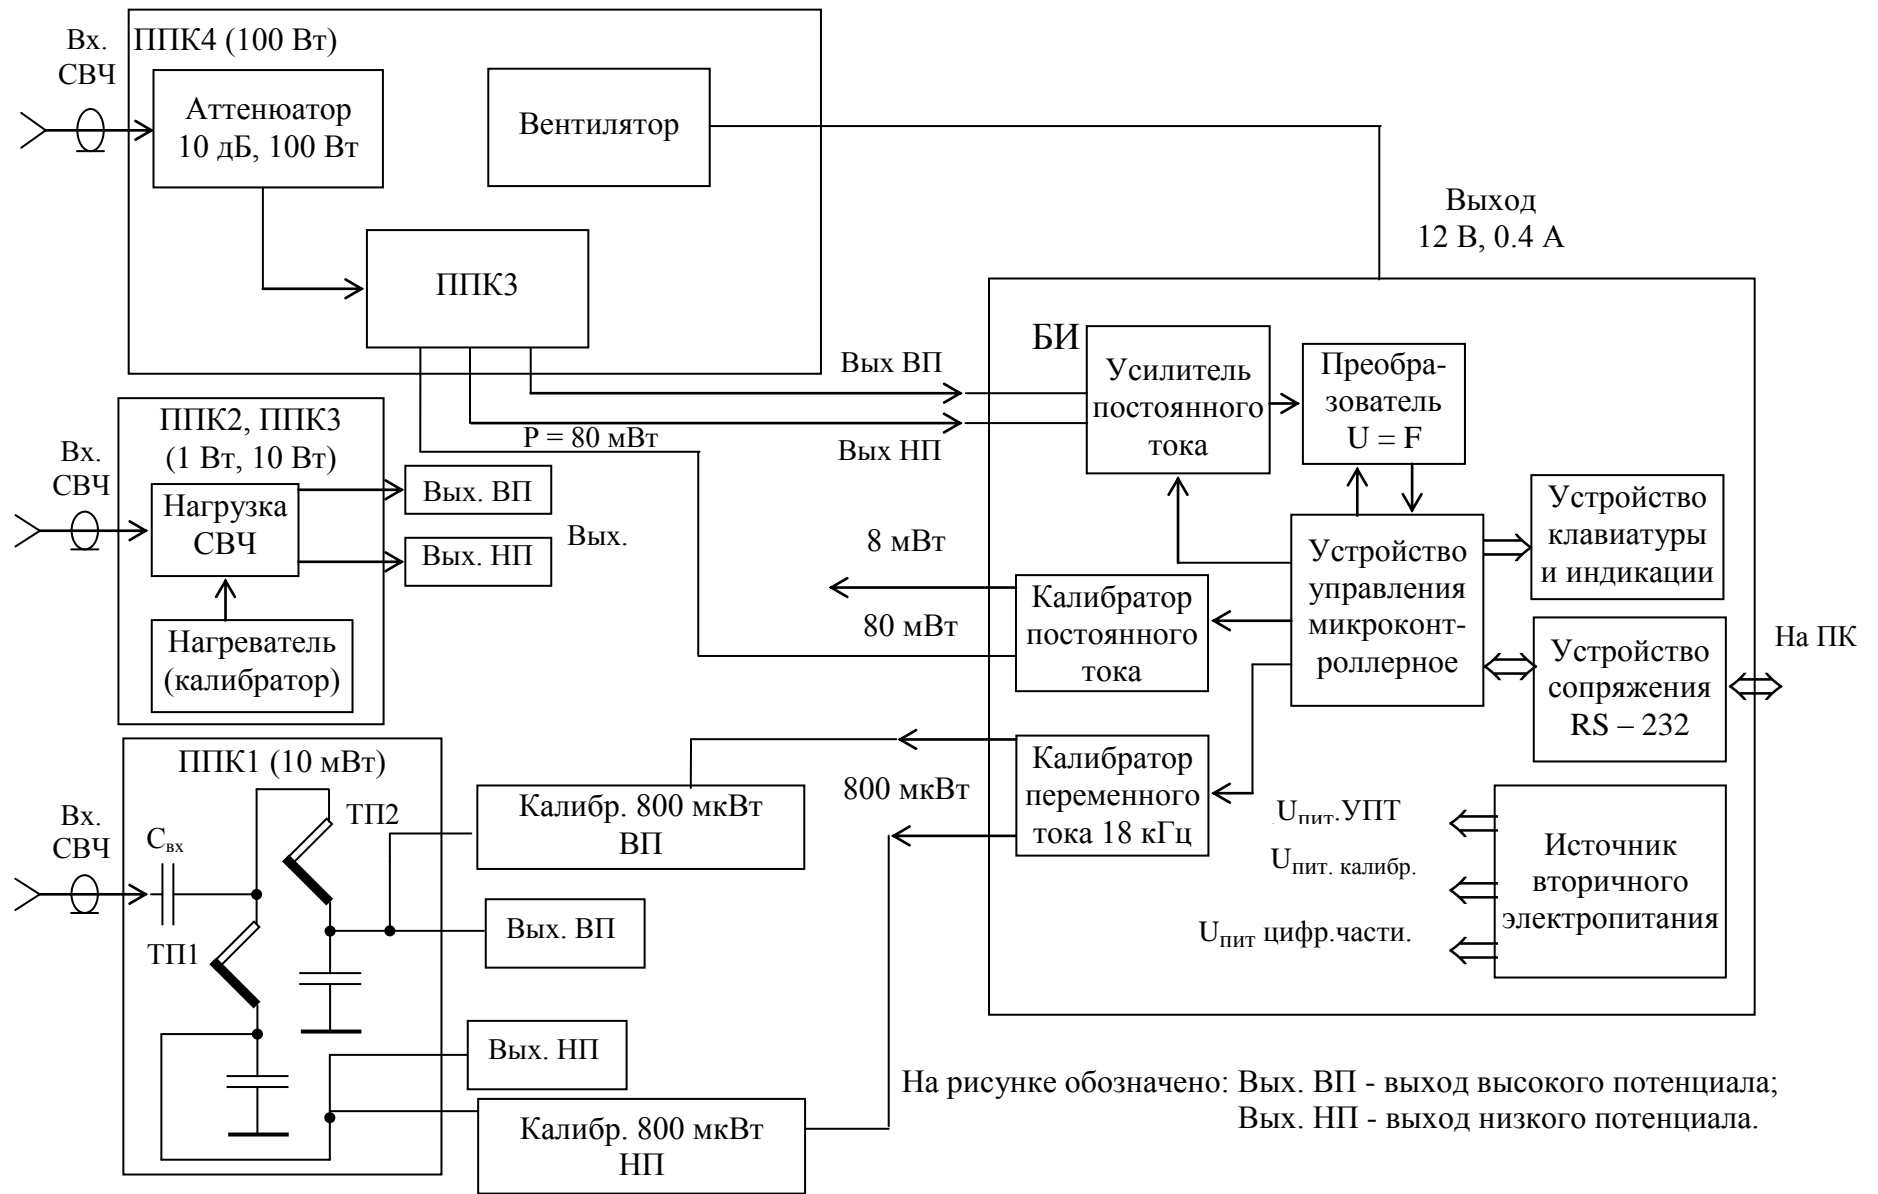 Вх.
СВЧ
ППК4 (100 Вт)
Аттенюатор
10 дБ, 100 Вт
Вентилятор
ППК3
Выход
12 В, 0.4 А
Вых ВП
Вых НП
P = 80 мВт
БИ
Усилитель
постоянного
тока
Преобра-
зователь
U = F
ППК2, ППК3
(1 Вт, 10 Вт)
Вх.
СВЧ
Нагрузка
СВЧ
Вых. ВП
Вых. НП
Вых.
Нагреватель
(калибратор)
8 мВт
80 мВт
Калибратор
постоянного
тока
Устройство
управления
микроконт-
роллерное
Устройство
клавиатуры
и индикации
Устройство
сопряжения
RS – 232
На ПК
ППК1 (10 мВт)
Вх.
СВЧ
Свх
ТП2
ТП1
Калибр. 800 мкВт
ВП
800 мкВт
Калибратор
переменного
тока 18 кГц
Uпит.УПТ
Uпит. калибр.
Uпит цифр.части.
Источник
вторичного
электропитания
Вых. ВП
Вых. НП
Калибр. 800 мкВт
НП
На рисунке обозначено: Вых. ВП - выход высокого потенциала;
Вых. НП - выход низкого потенциала.